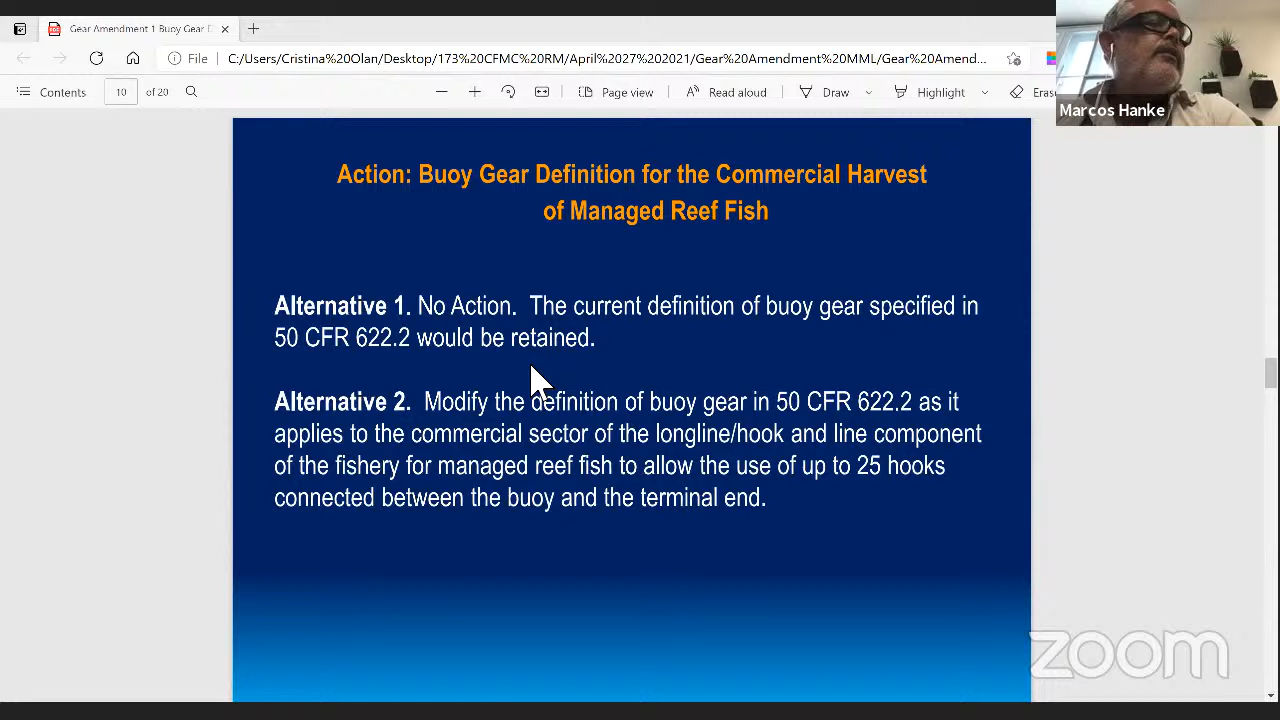 Gear Amendment 1 Buoy Gear D
File
C:/Users/Cristina%20Olan/Desktop/173%20CFMC%20RM/April%2027%2021/Gear%20Amendment%20MML/Gear%20Amend...
Marcos Hanke
Contents
10
of 20
Page view
Read aloud
Draw
Highlight
Eras
Action: Buoy Gear Definition for the Commercial Harvest
of Managed Reef Fish
Alternative 1. No Action. The current definition of buoy gear specified in
50 CFR 622.2 would be retained.
Alternative 2. Modify the definition of buoy gear in 50 CFR 622.2 as it
applies to the commercial sector of the longline/hook and line component
of the fishery for managed reef fish to allow the use of up to 25 hooks
connected between the buoy and the terminal end.
zoom